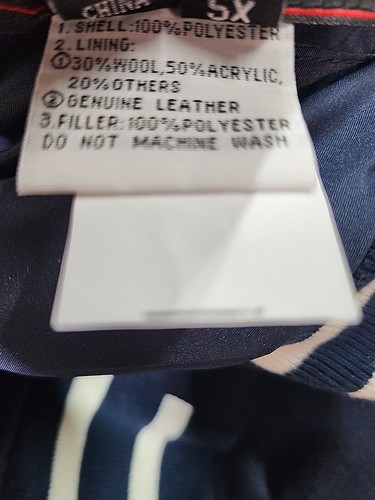 CHINA 5X
1. SHELL:100%POLYESTER
2. LINING:
①30%WOOL,50%ACRYLIC,
20%OTHERS
②GENUINE LEATHER
3.FILLER:100%POLYESTER
DO NOT MACHINE WASH